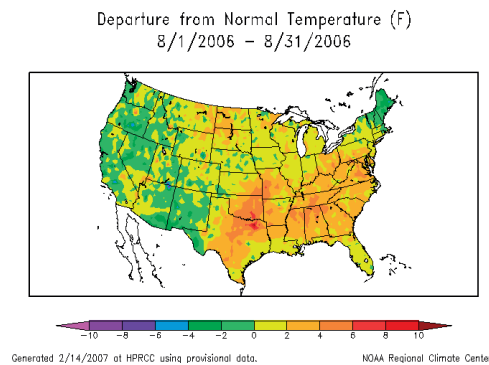 Departure from Normal Temperature (F)
8/1/2006 – 8/31/2006
-10 -8 -6 -4 -2 0 2 4 6 8 10
Generated 2/14/2007 at HPRCC using provisional data.
NOAA Regional Climate Cente